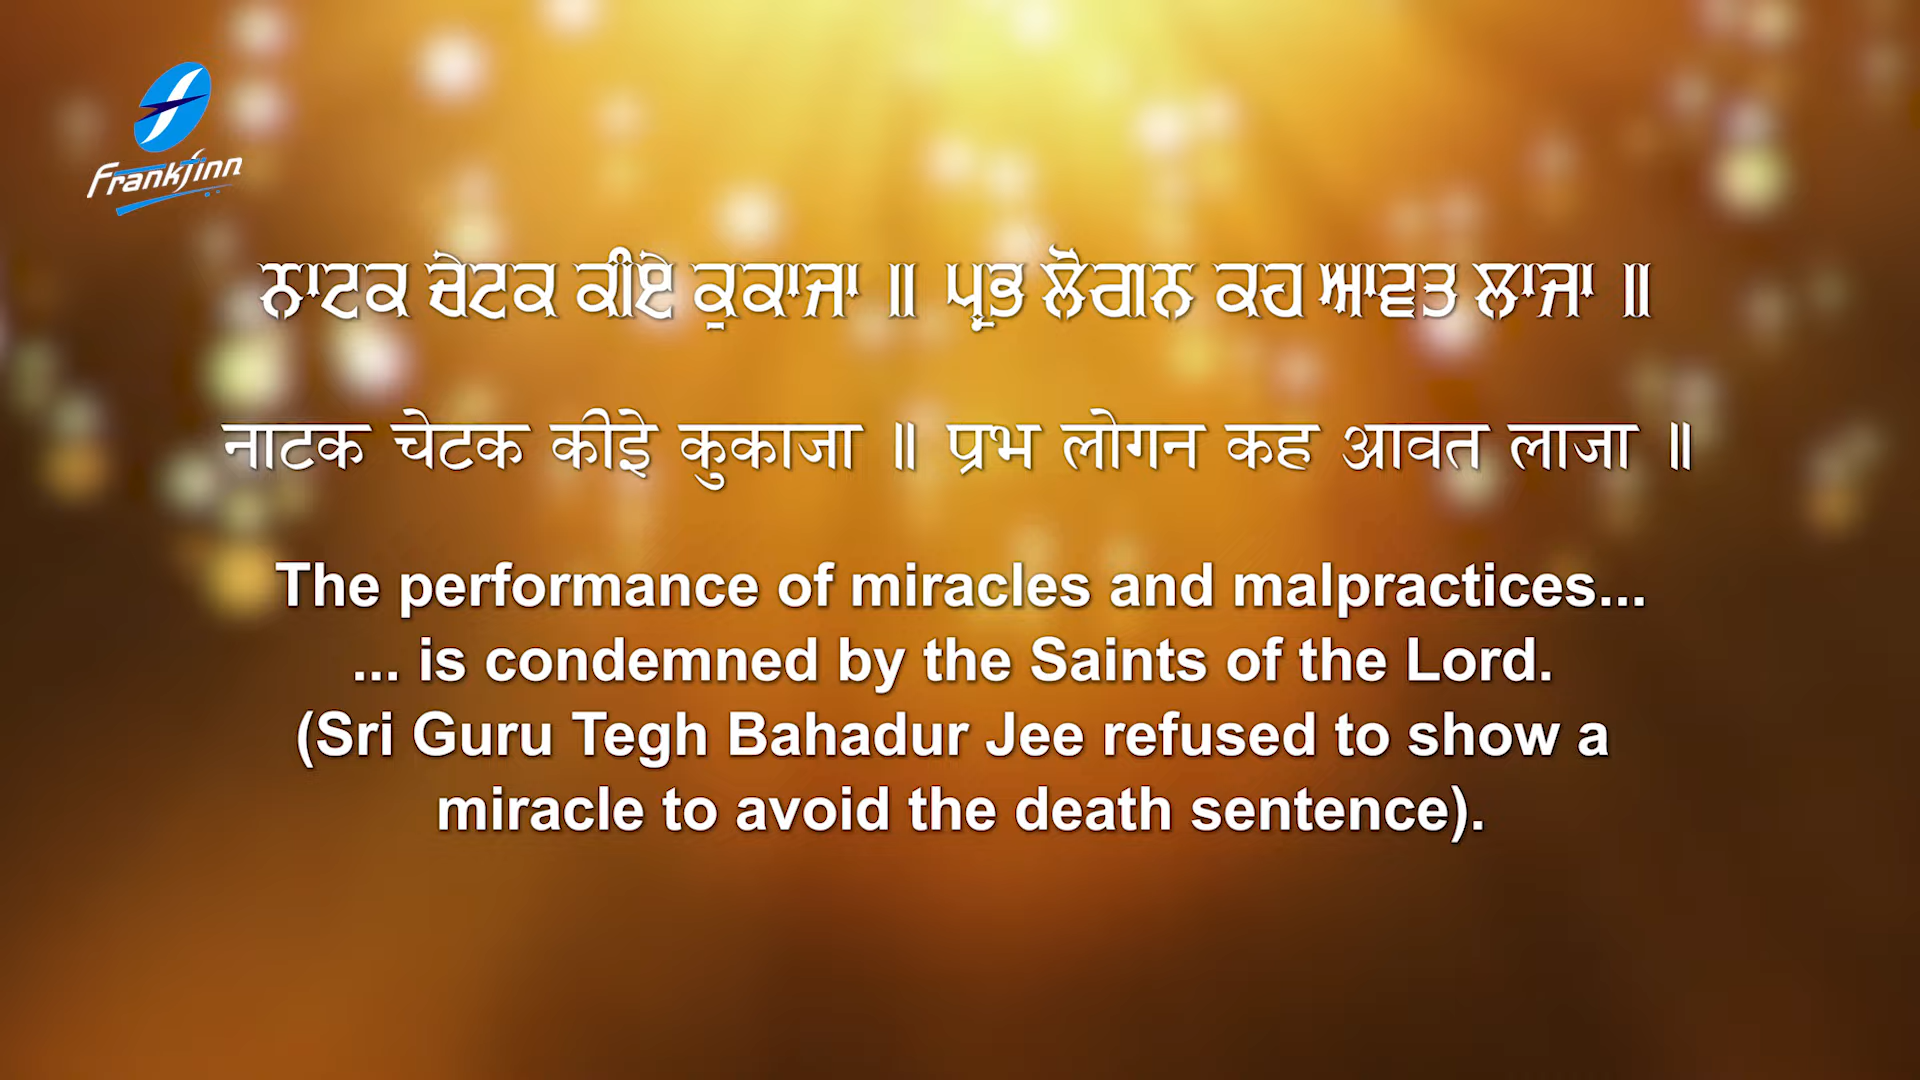 Frankfinn
ਨਾਟਕ ਚੇਟਕ ਕੀਏ ਕੁਕਾਜਾ ॥ ਪ੍ਰਭ ਲੋਗਨ ਕਹ ਆਵਤ ਲਾਜਾ ॥
नाटक चेटक कीइे कुकाजा ॥ प्रभ लोगन कह आवत लाजा ॥
The performance of miracles and malpractices...
... is condemned by the Saints of the Lord.
(Sri Guru Tegh Bahadur Jee refused to show a
miracle to avoid the death sentence).